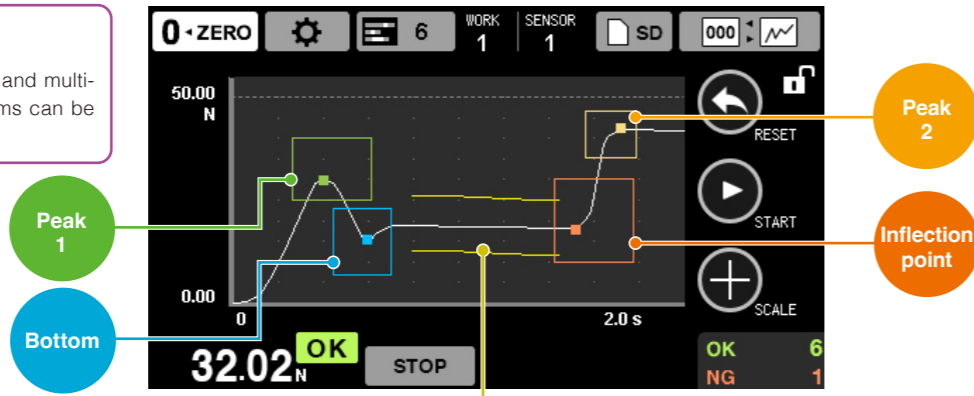 and multi-
ms can be
0 ZERO
6
WORK
1
SENSOR
1
SD
000
50.00
N
0.00
0
2.0 s
RESET
START
SCALE
32.02 N
OK
STOP
OK 6
NG 1
Peak
1
Bottom
Peak
2
Inflection
point